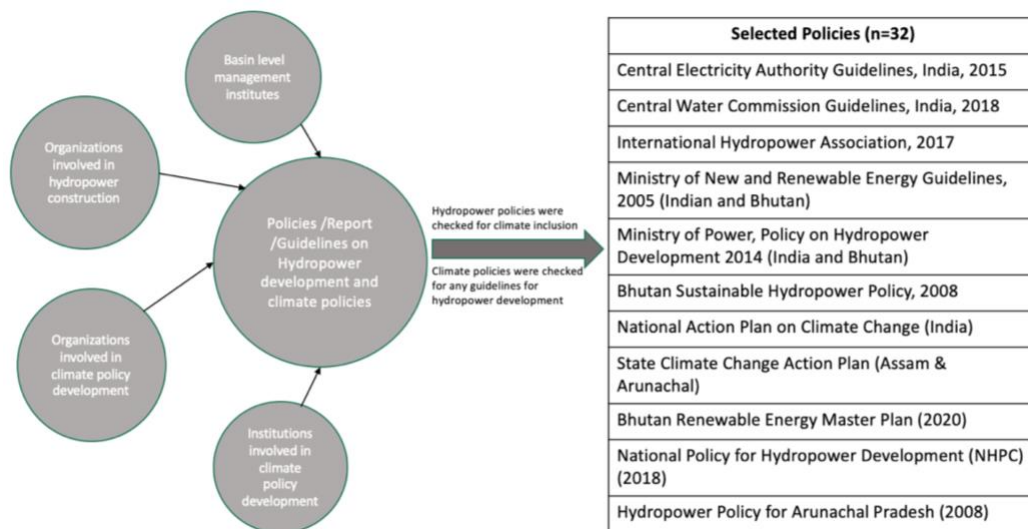 Basin level
management
institutes
Organizations
involved in
hydropower
construction
Policies /Report
/Guidelines on
Hydropower
development and
climate policies
Organizations
involved in
climate policy
development
Institutions
involved in
climate
policy
development
Hydropower policies were
checked for climate inclusion
Climate policies were checked
for any guidelines for
hydropower development
Selected Policies (n=32)
Central Electricity Authority Guidelines, India, 2015
Central Water Commission Guidelines, India, 2018
International Hydropower Association, 2017
Ministry of New and Renewable Energy Guidelines,
2005 (Indian and Bhutan)
Ministry of Power, Policy on Hydropower
Development 2014 (India and Bhutan)
Bhutan Sustainable Hydropower Policy, 2008
National Action Plan on Climate Change (India)
State Climate Change Action Plan (Assam &
Arunachal)
Bhutan Renewable Energy Master Plan (2020)
National Policy for Hydropower Development (NHPC)
(2018)
Hydropower Policy for Arunachal Pradesh (2008)